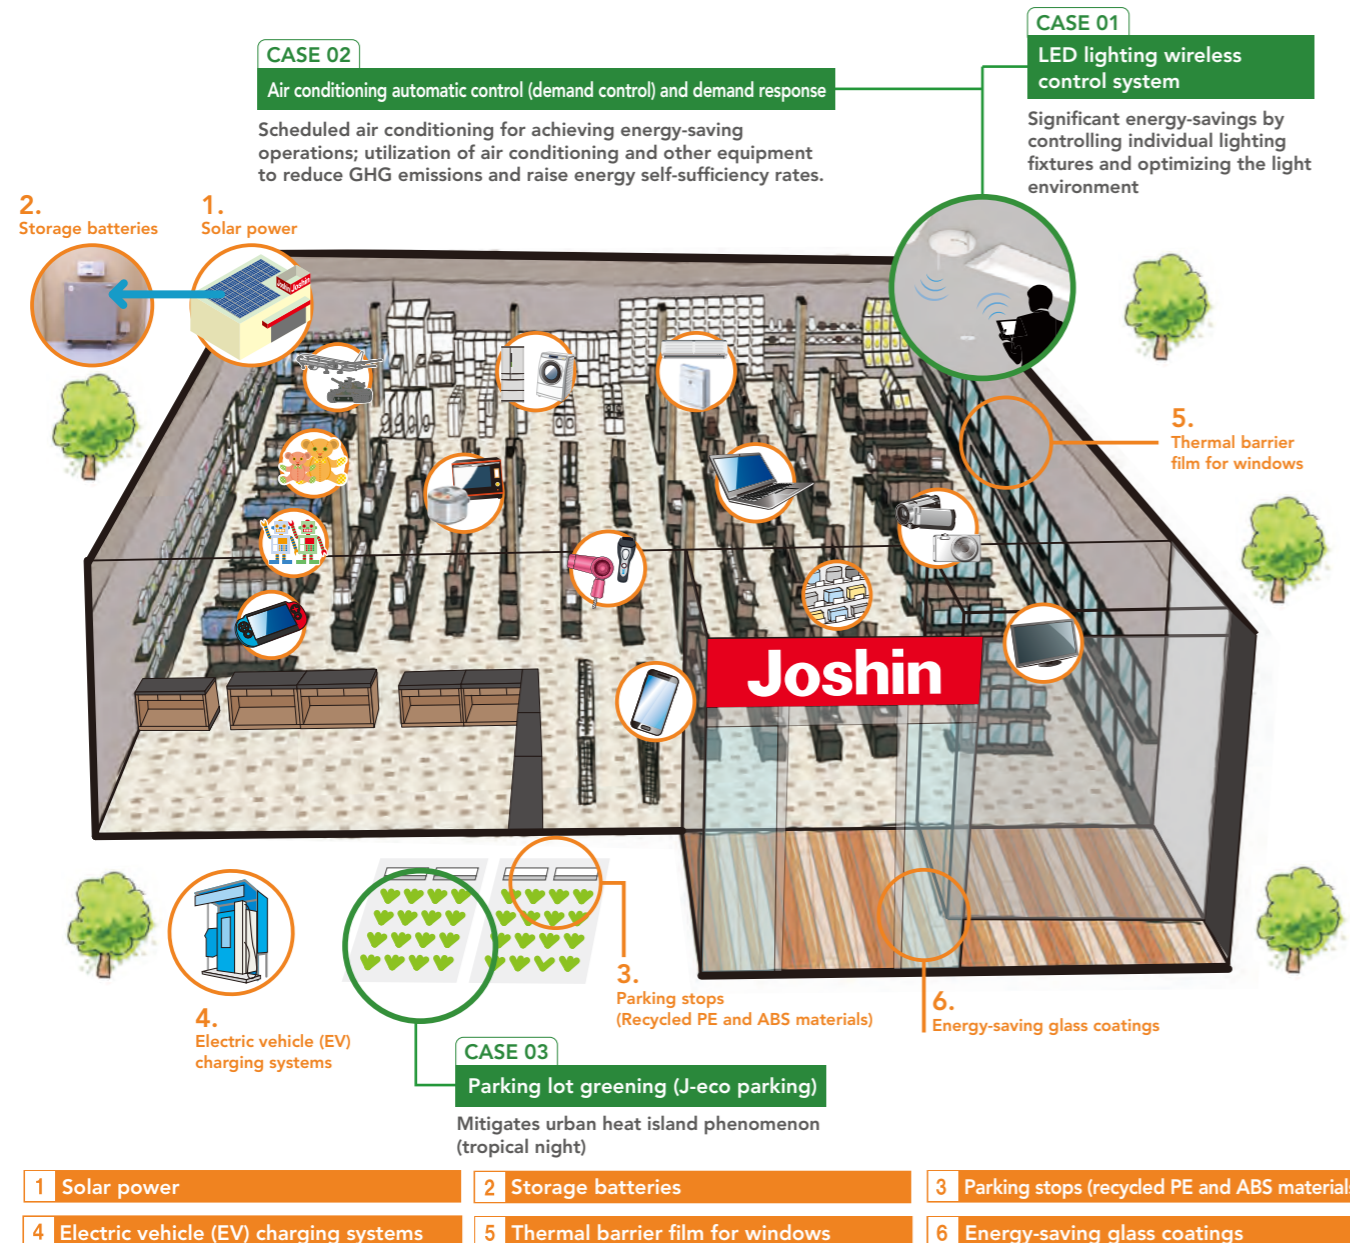 CASE 01
LED lighting wireless
control system
Significant energy-savings by
controlling individual lighting
fixtures and optimizing the light
environment
CASE 02
Air conditioning automatic control (demand control) and demand response
Scheduled air conditioning for achieving energy-saving
operations; utilization of air conditioning and other equipment
to reduce GHG emissions and raise energy self-sufficiency rates.
2.
Storage batteries
1.
Solar power
Joshin
5.
Thermal barrier
film for windows
Joshin
3.
Parking stops
(Recycled PE and ABS materials)
6.
Energy-saving glass coatings
4.
Electric vehicle (EV)
charging systems
CASE 03
Parking lot greening (J-eco parking)
Mitigates urban heat island phenomenon
(tropical night)
1 Solar power
2 Storage batteries
3 Parking stops (recycled PE and ABS materials
4 Electric vehicle (EV) charging systems
5 Thermal barrier film for windows
6 Energy-saving glass coatings